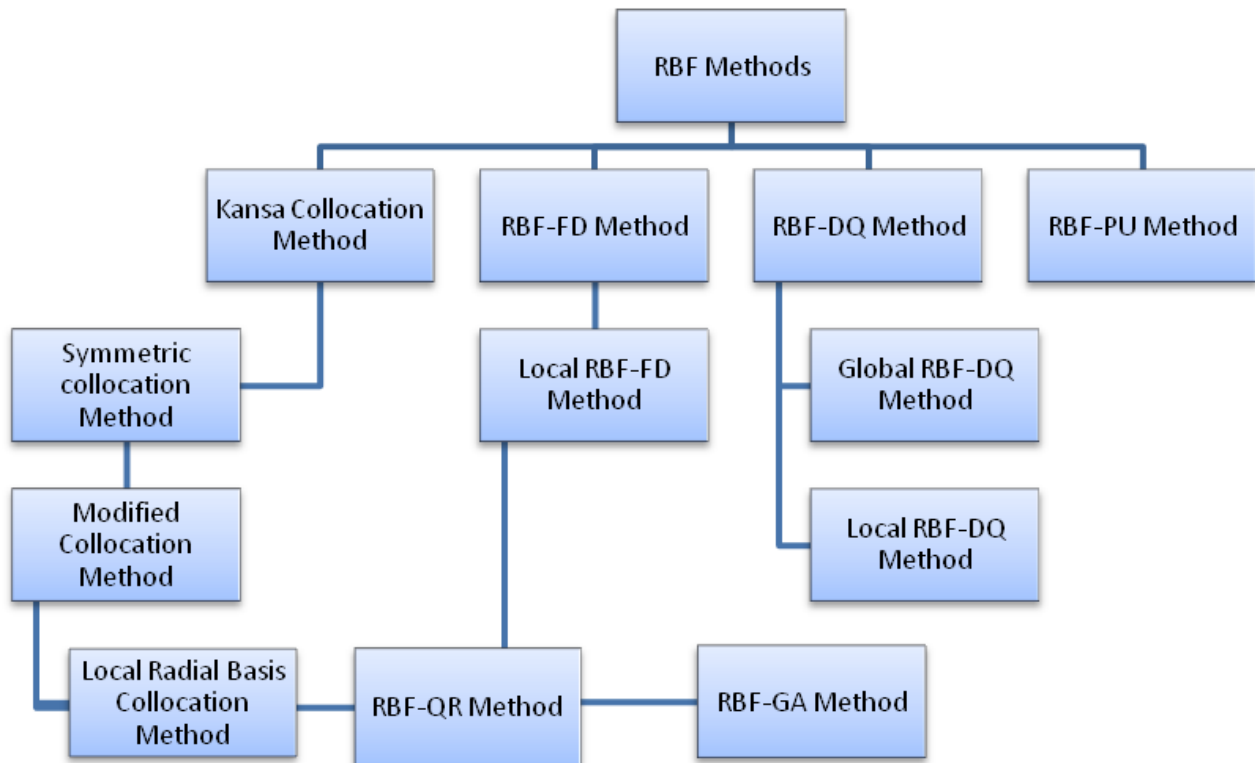 RBF Methods
Kansa Collocation
Method
RBF-FD Method
RBF-DQ Method
RBF-PU Method
Symmetric
collocation
Method
Local RBF-FD
Method
Global RBF-DQ
Method
Modified
Collocation
Method
Local RBF-DQ
Method
Local Radial Basis
Collocation
Method
RBF-QR Method
RBF-GA Method